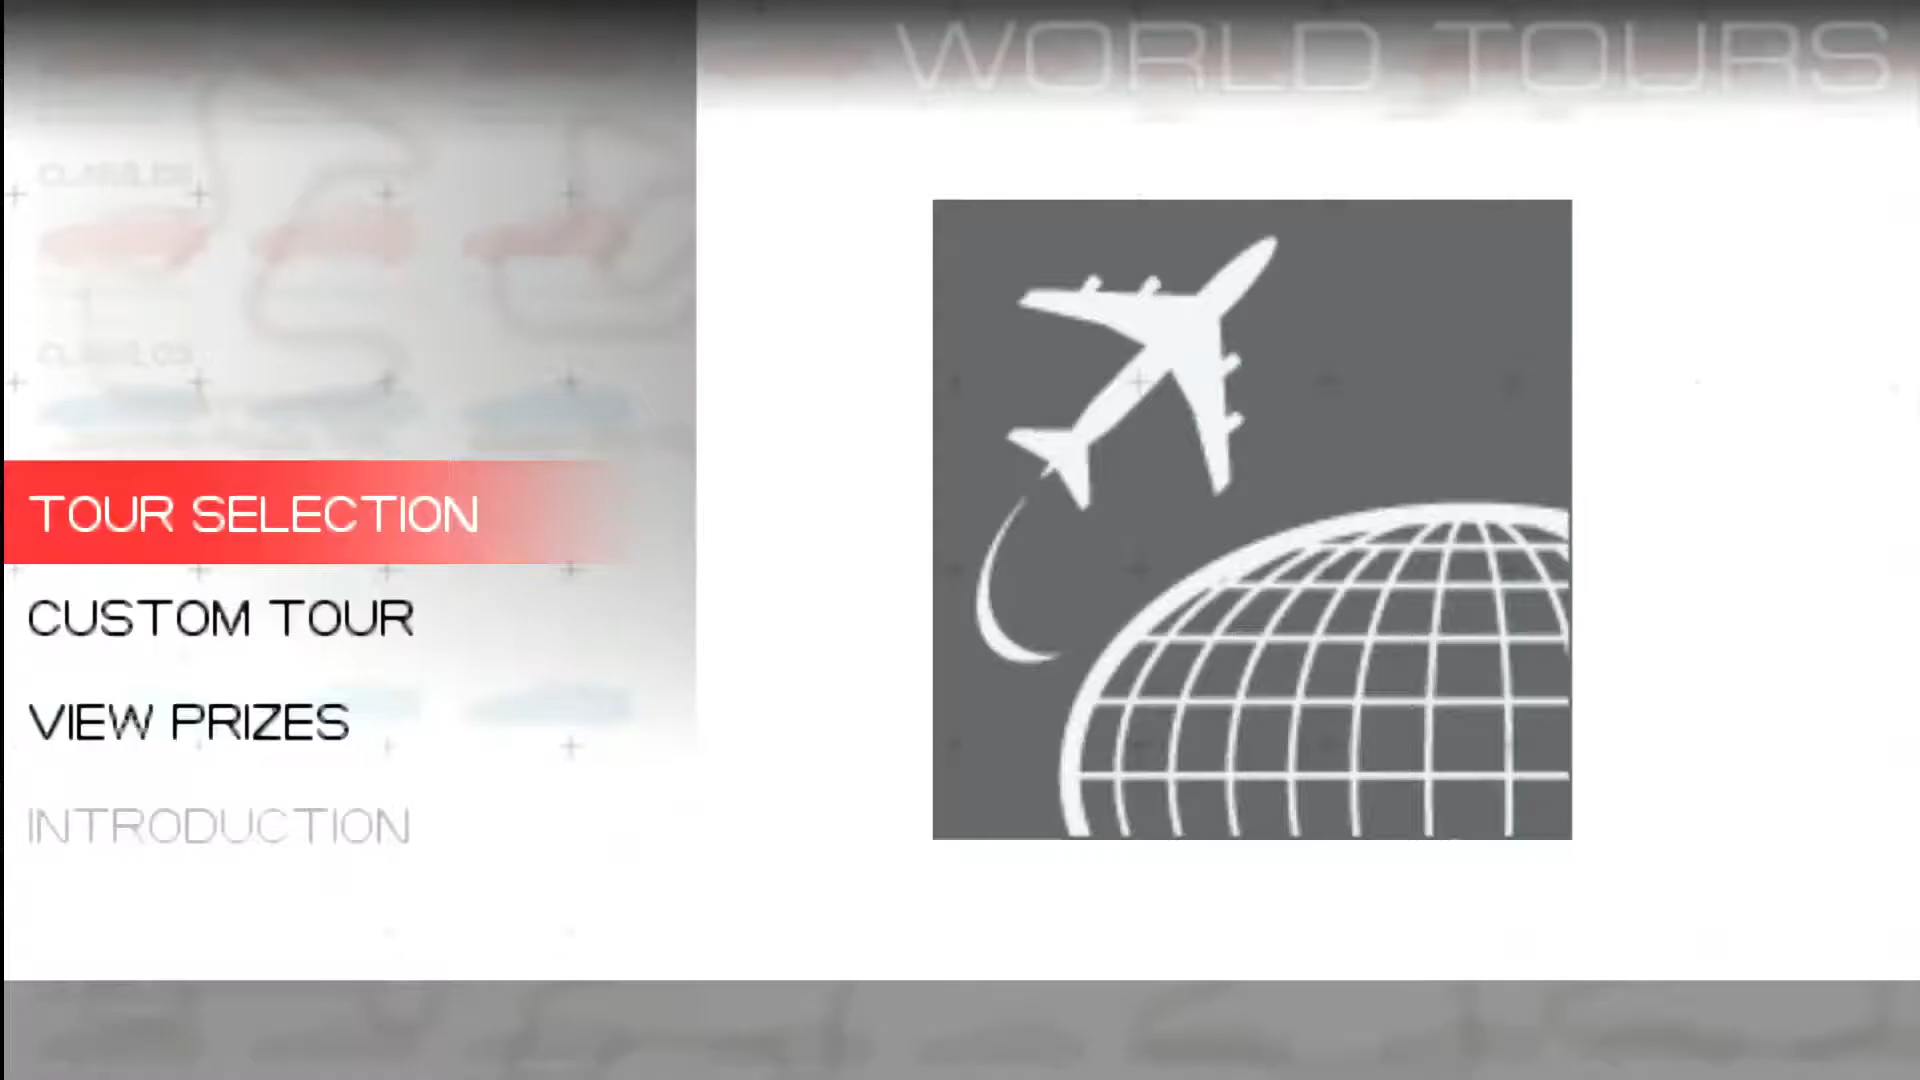 WORLD TOURS
TOUR SELECTION
CUSTOM TOUR
VIEW PRIZES
INTRODUCTION